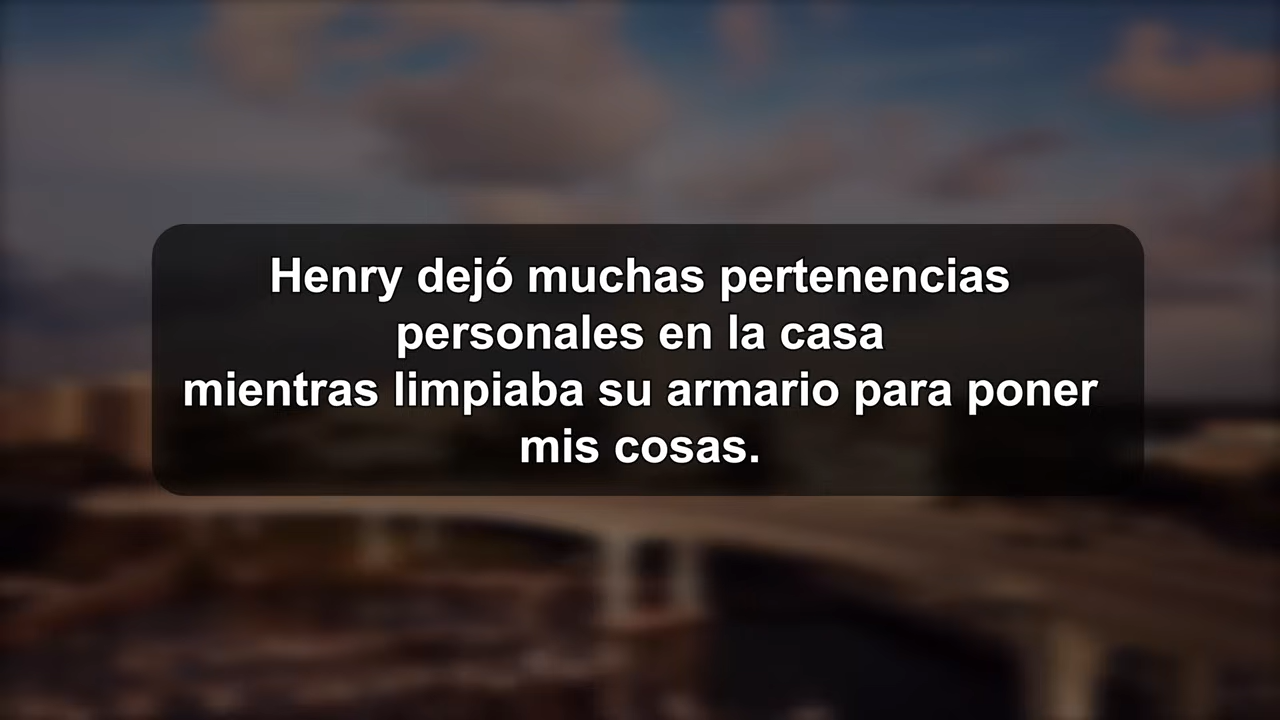 Henry dejó muchas pertenencias
personales en la casa
mientras limpiaba su armario para poner
mis cosas.